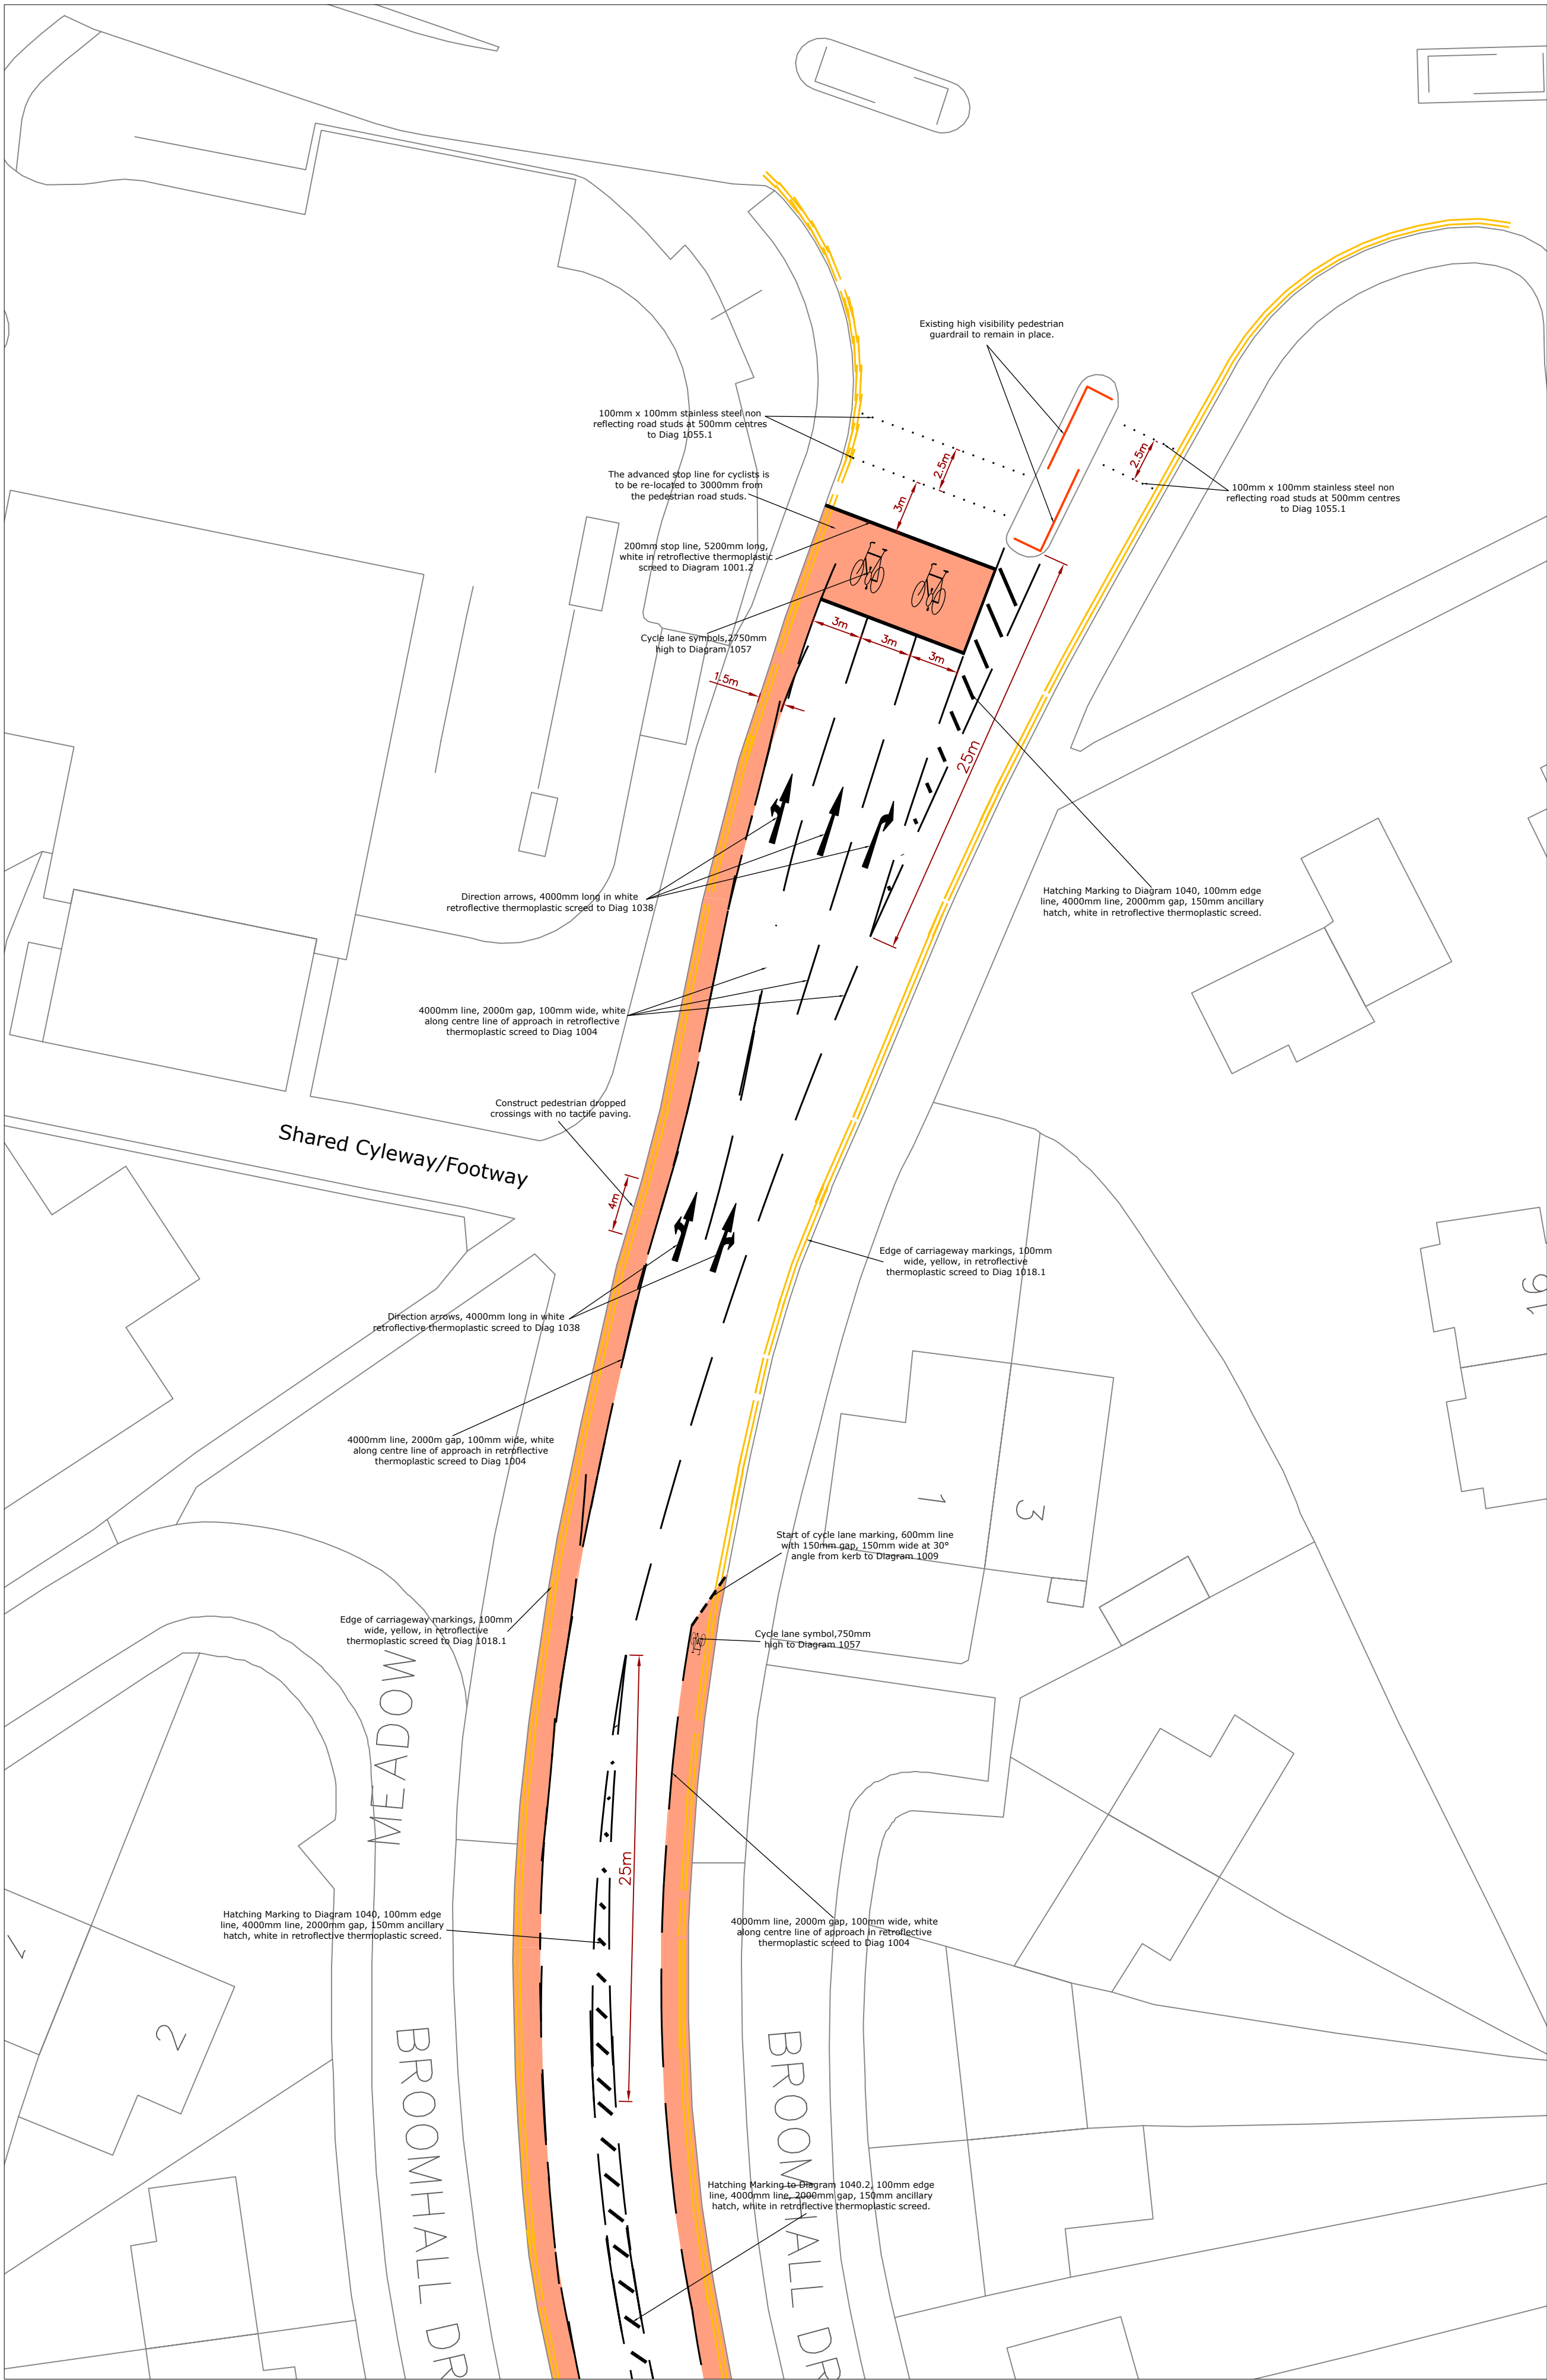 Existing high visibility pedestrian
guardrail to remain in place.
100mm x 100mm stainless steel non
reflecting road studs at 500mm centres
to Diag 1055.1
2.5m
2.5m
The advanced stop line for cyclists is
to be re-located to 3000mm from
the pedestrian road studs.
3m
100mm x 100mm stainless steel non
reflecting road studs at 500mm centres
to Diag 1055.1
200mm stop line, 5200mm long,
white in retroflective thermoplastic
screed to Diagram 1001.2
Cycle lane symbols,2750mm
high to Diagram 1057
3m
3m
3m
1.5m
25m
Direction arrows, 4000mm long in white
retroflective thermoplastic screed to Diag 1038
Hatching Marking to Diagram 1040, 100mm edge
line, 4000mm line, 2000mm gap, 150mm ancillary
hatch, white in retroflective thermoplastic screed.
4000mm line, 2000m gap, 100mm wide, white
along centre line of approach in retroflective
thermoplastic screed to Diag 1004
Construct pedestrian dropped
crossings with no tactile paving.
Shared Cyleway/Footway
4m
Edge of carriageway markings, 100mm
wide, yellow, in retroflective
thermoplastic screed to Diag 1018.1
Direction arrows, 4000mm long in white
retroflective thermoplastic screed to Diag 1038
4000mm line, 2000m gap, 100mm wide, white
along centre line of approach in retroflective
thermoplastic screed to Diag 1004
1
3
Start of cycle lane marking, 600mm line
with 150mm gap, 150mm wide at 30°
angle from kerb to Diagram 1009
Edge of carriageway markings, 100mm
wide, yellow, in retroflective
thermoplastic screed to Diag 1018.1
Cycle lane symbol,750mm
high to Diagram 1057
MEADOW
25m
Hatching Marking to Diagram 1040, 100mm edge
line, 4000mm line, 2000mm gap, 150mm ancillary
hatch, white in retroflective thermoplastic screed.
4000mm line, 2000m gap, 100mm wide, white
along centre line of approach in retroflective
thermoplastic screed to Diag 1004
2
BROOMHALL DR
BROOMHALL DR
Hatching Marking to Diagram 1040.2, 100mm edge
line, 4000mm line, 2000mm gap, 150mm ancillary
hatch, white in retroflective thermoplastic screed.